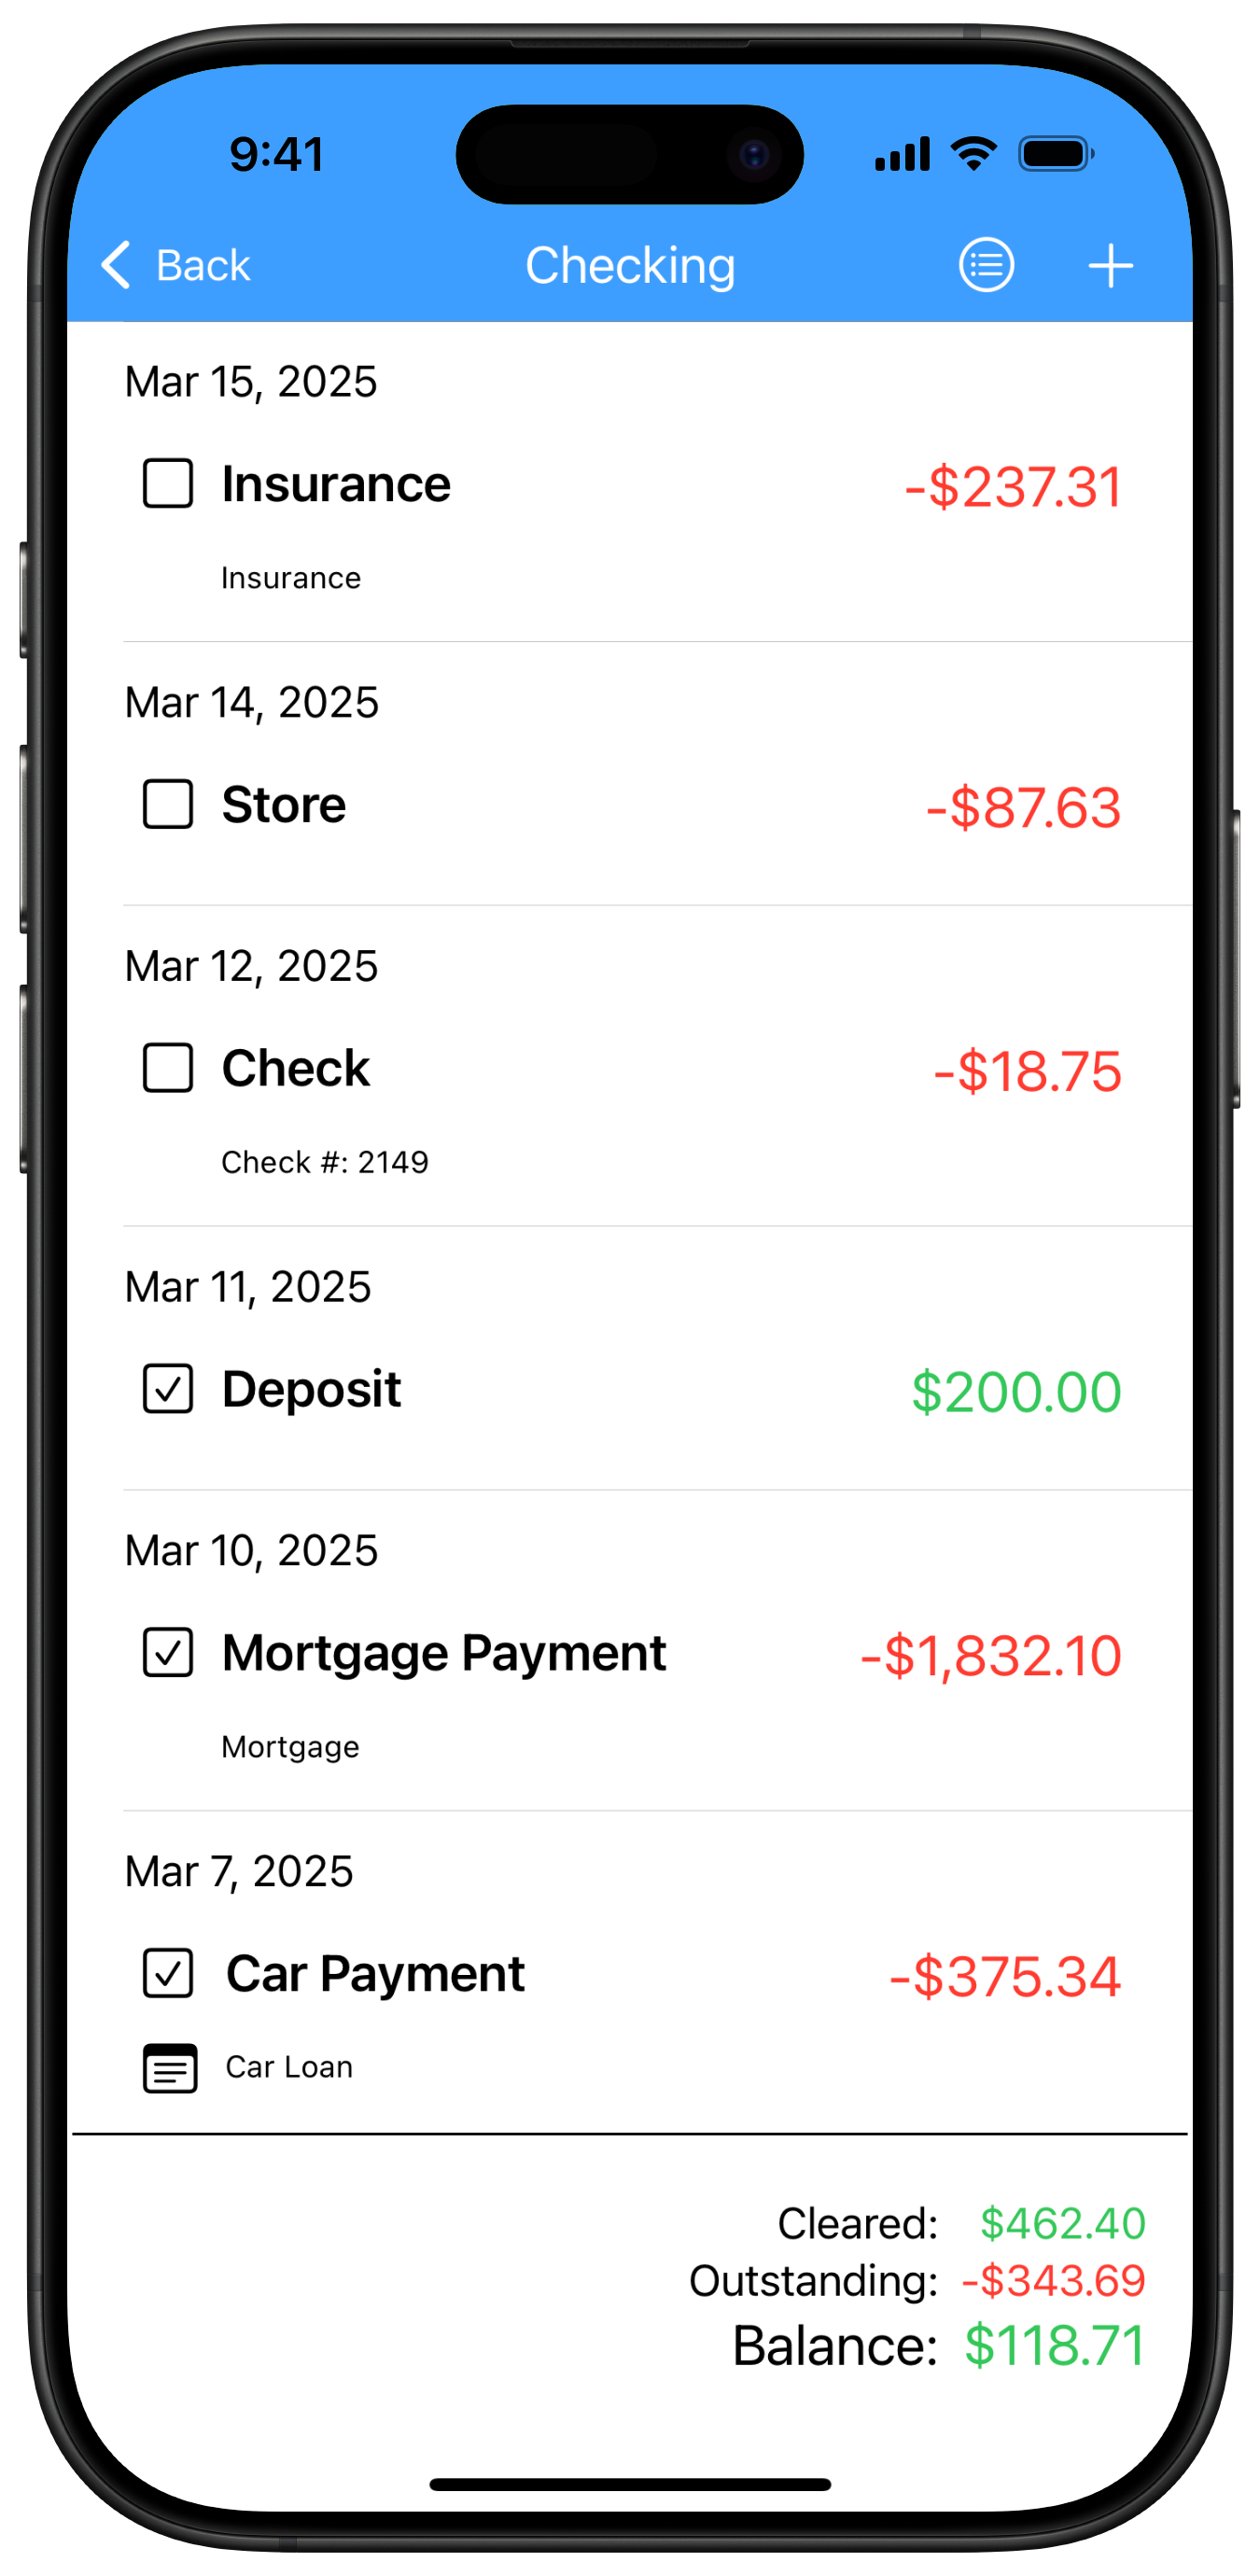 9:41
Back Checking
Mar 15, 2025
Insurance -$237.31
Insurance
Mar 14, 2025
Store -$87.63
Mar 12, 2025
Check -$18.75
Check #: 2149
Mar 11, 2025
Deposit $200.00
Mar 10, 2025
Mortgage Payment -$1,832.10
Mortgage
Mar 7, 2025
Car Payment -$375.34
Car Loan
Cleared: $462.40
Outstanding: -$343.69
Balance: $118.71